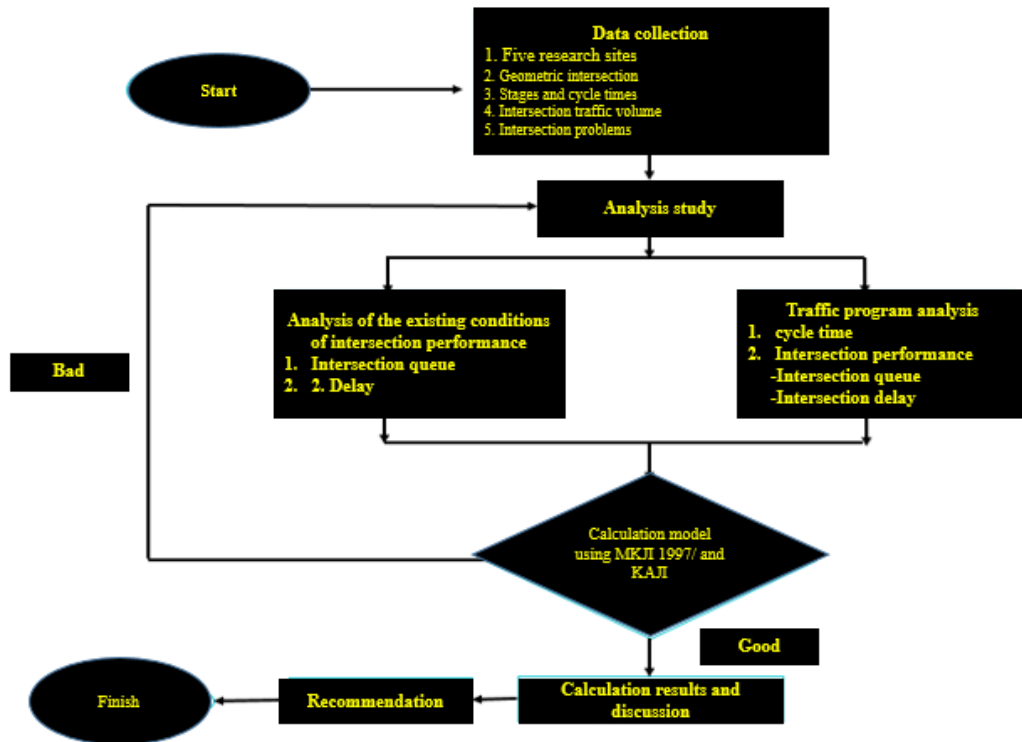 Start
Data collection
1. Five research sites
2. Geometric intersection
3. Stages and cycle times
4. Intersection traffic volume
5. Intersection problems
Analysis study
Analysis of the existing conditions
of intersection performance
1. Intersection queue
2. 2. Delay
Traffic program analysis
1. cycle time
2. Intersection performance
-Intersection queue
-Intersection delay
Bad
Calculation model
using MKJI 1997/ and
KAJI
Good
Calculation results and
discussion
Recommendation
Finish